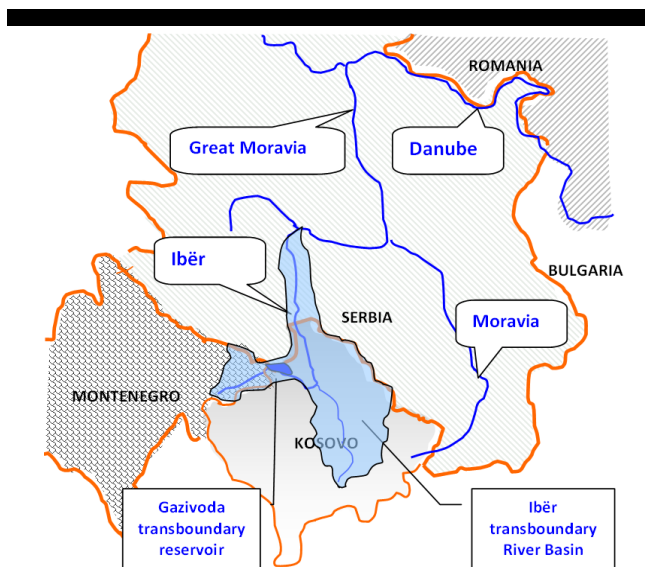 ROMANIA
Great Moravia
Danube
Ibër
BULGARIA
SERBIA
Moravia
MONTENEGRO
KOSOVO
Gazivoda
transboundary
reservoir
Ibër
transboundary
River Basin